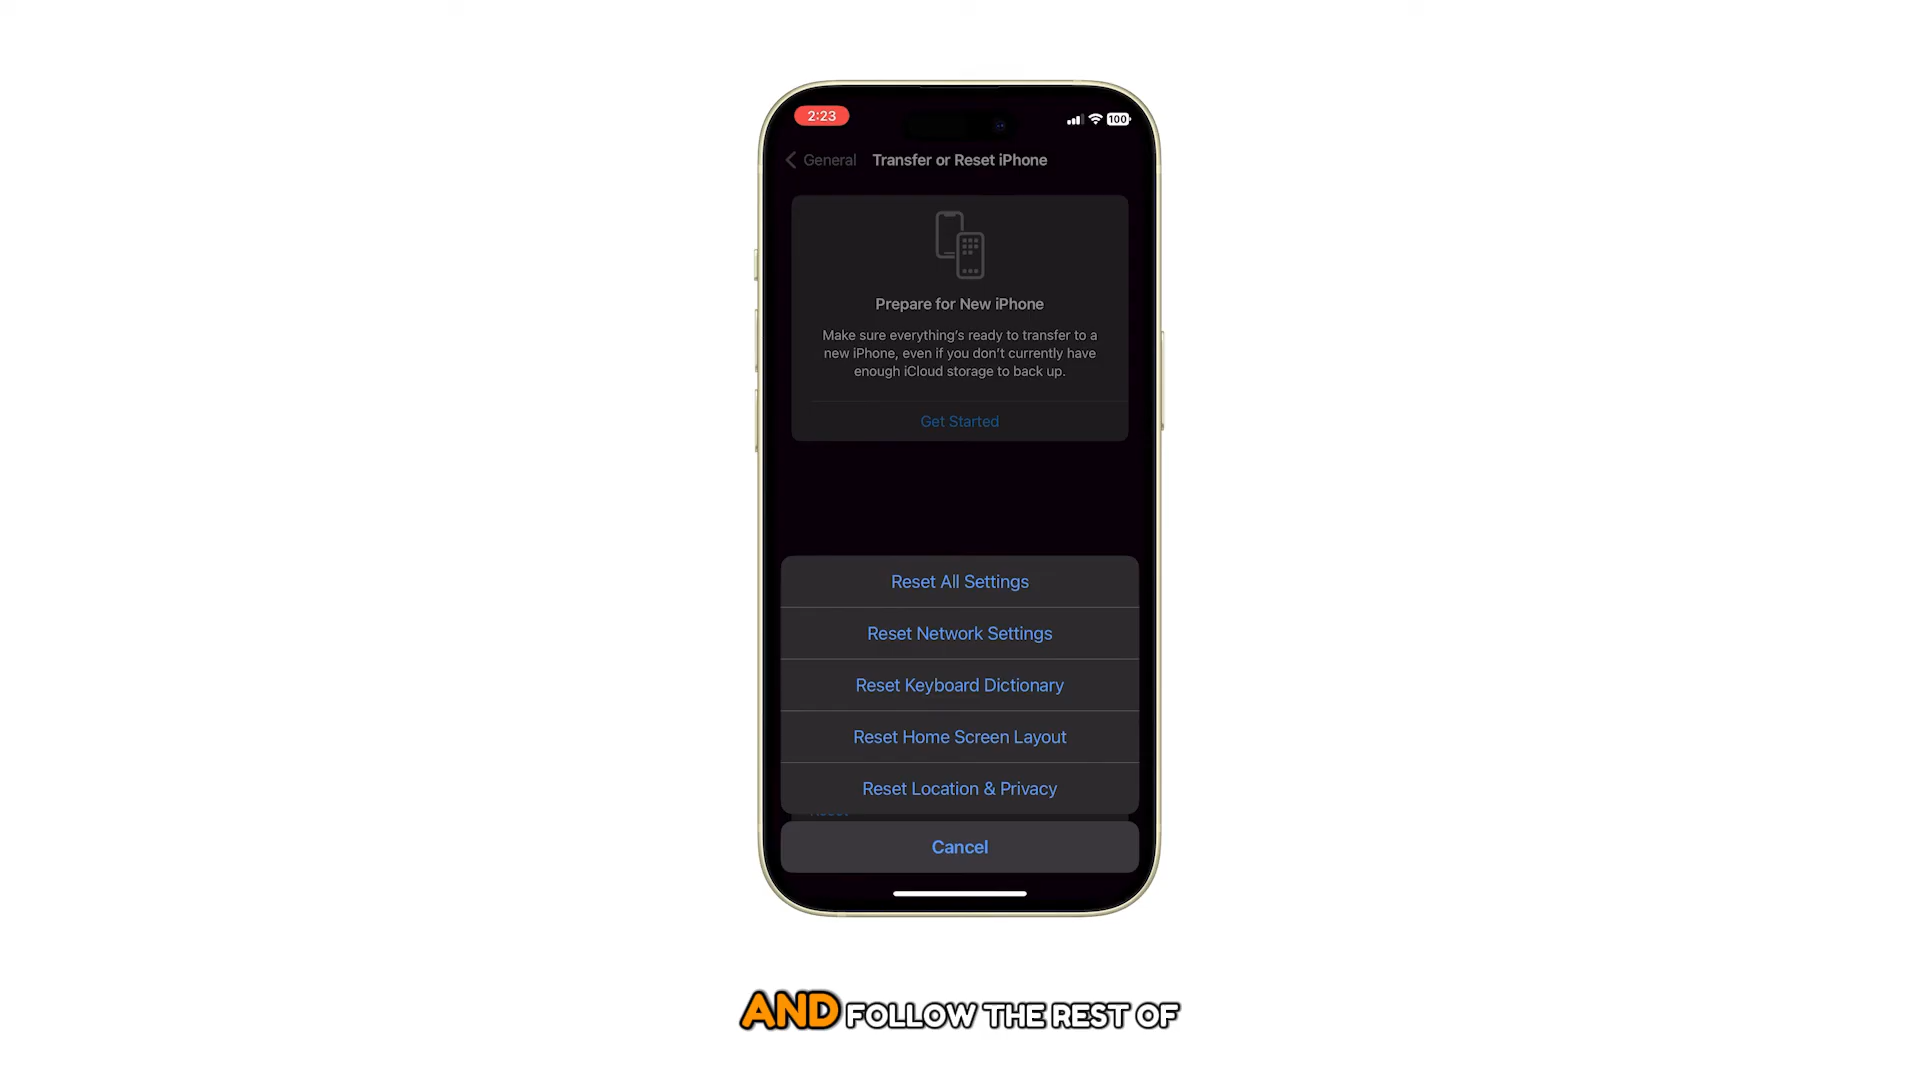 2:23
100
General
Transfer or Reset iPhone
Prepare for New iPhone
Make sure everything's ready to transfer to a
new iPhone, even if you don't currently have
enough iCloud storage to back up.
Get Started
Reset All Settings
Reset Network Settings
Reset Keyboard Dictionary
Reset Home Screen Layout
Reset Location & Privacy
Cancel
AND FOLLOW THE REST OF